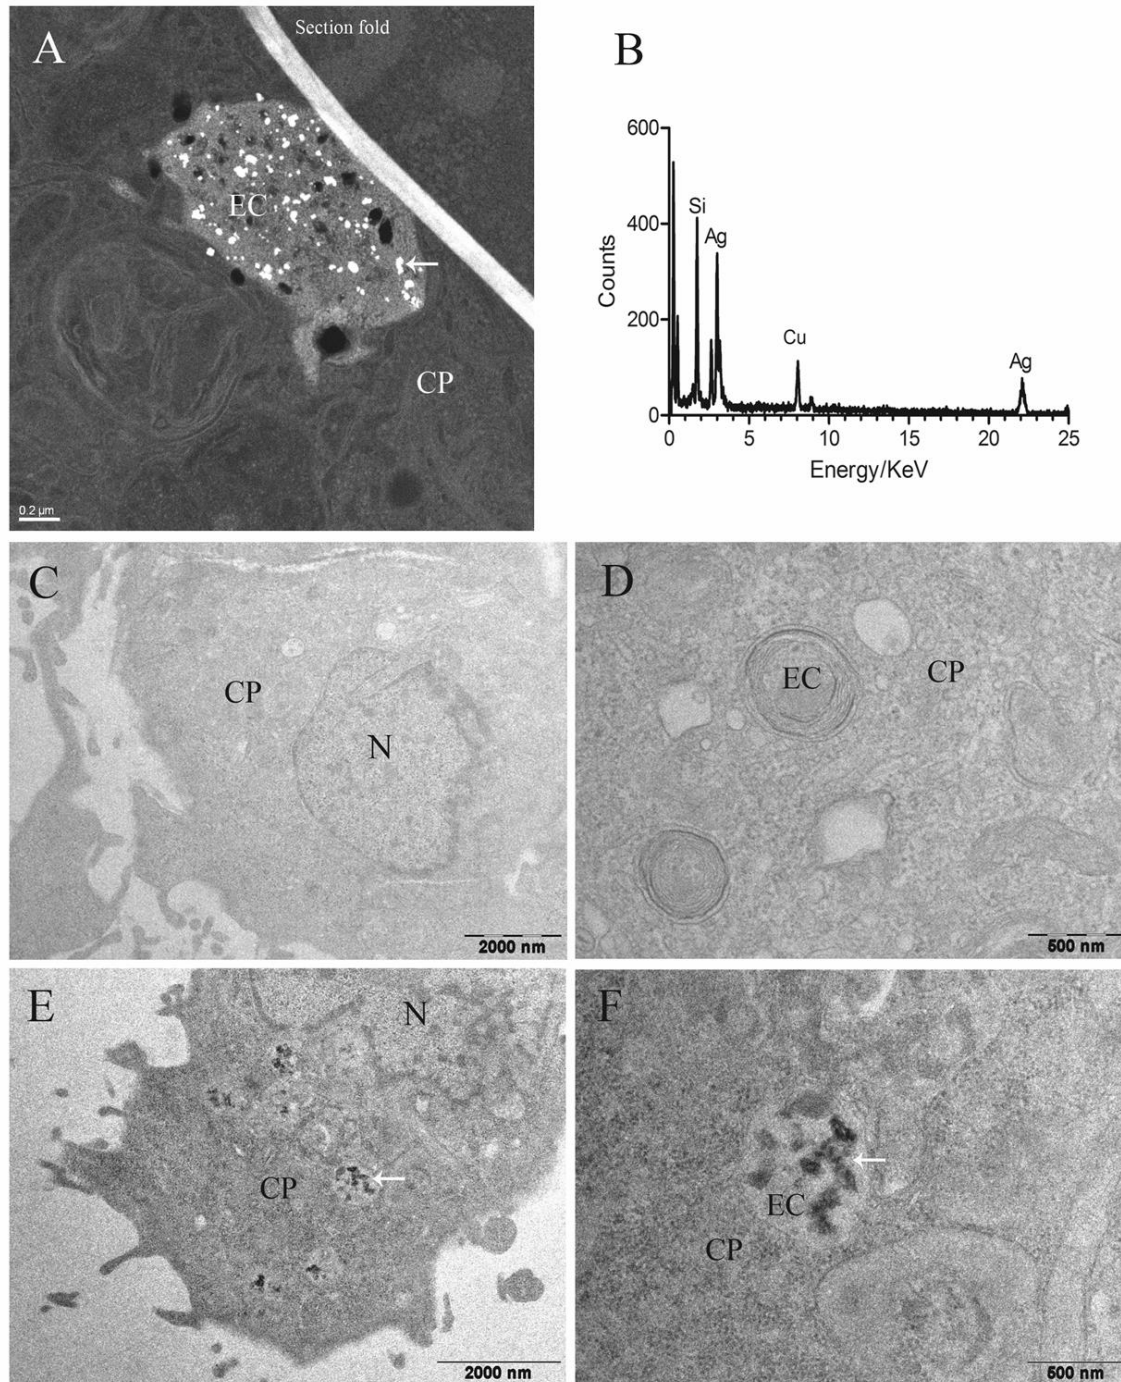 A
Section fold
EC
CP
0.2 µm
B
600
400
200
0
Counts
Si
Ag
Cu
Ag
0 5 10 15 20 25
Energy/KeV
C
CP
N
2000 nm
D
EC
CP
500 nm
E
N
CP
2000 nm
F
EC
CP
500 nm